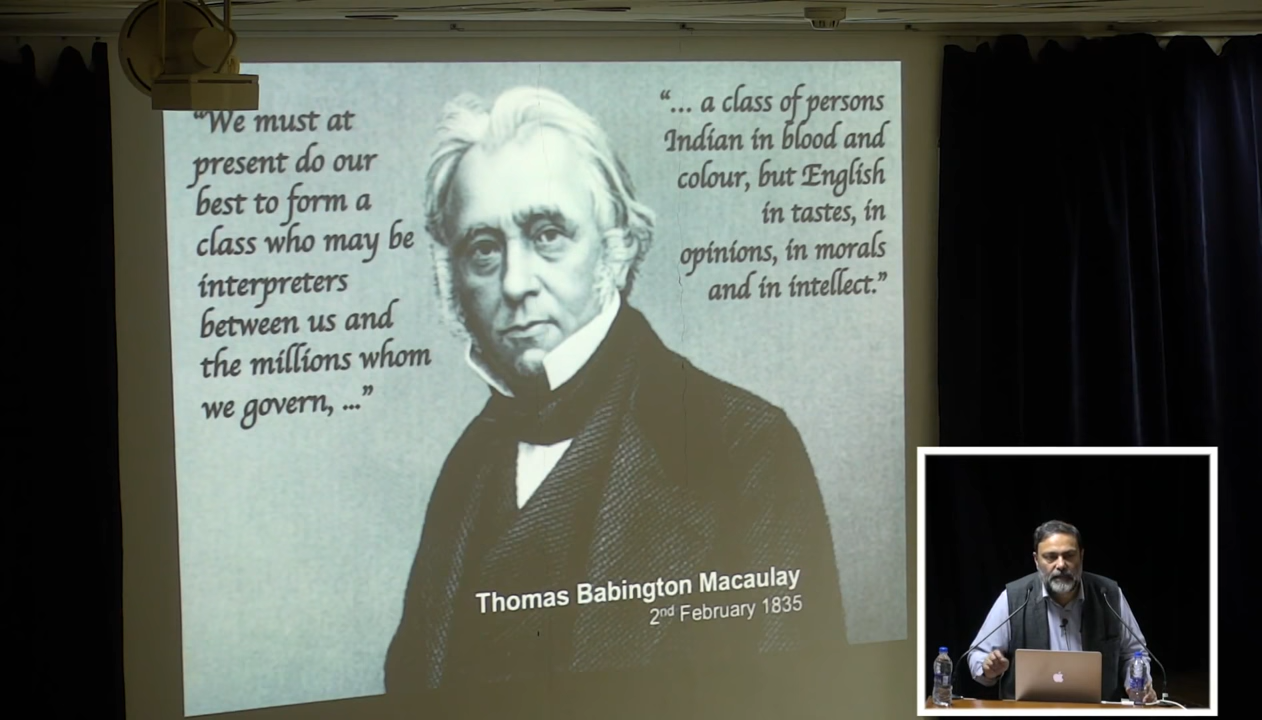 “We must at
present do our
best to form a
class who may be
interpreters
between us and
the millions whom
we govern, ...”
“... a class of persons
Indian in blood and
colour, but English
in tastes, in
opinions, in morals
and in intellect.”
Thomas Babington Macaulay
2nd February 1835